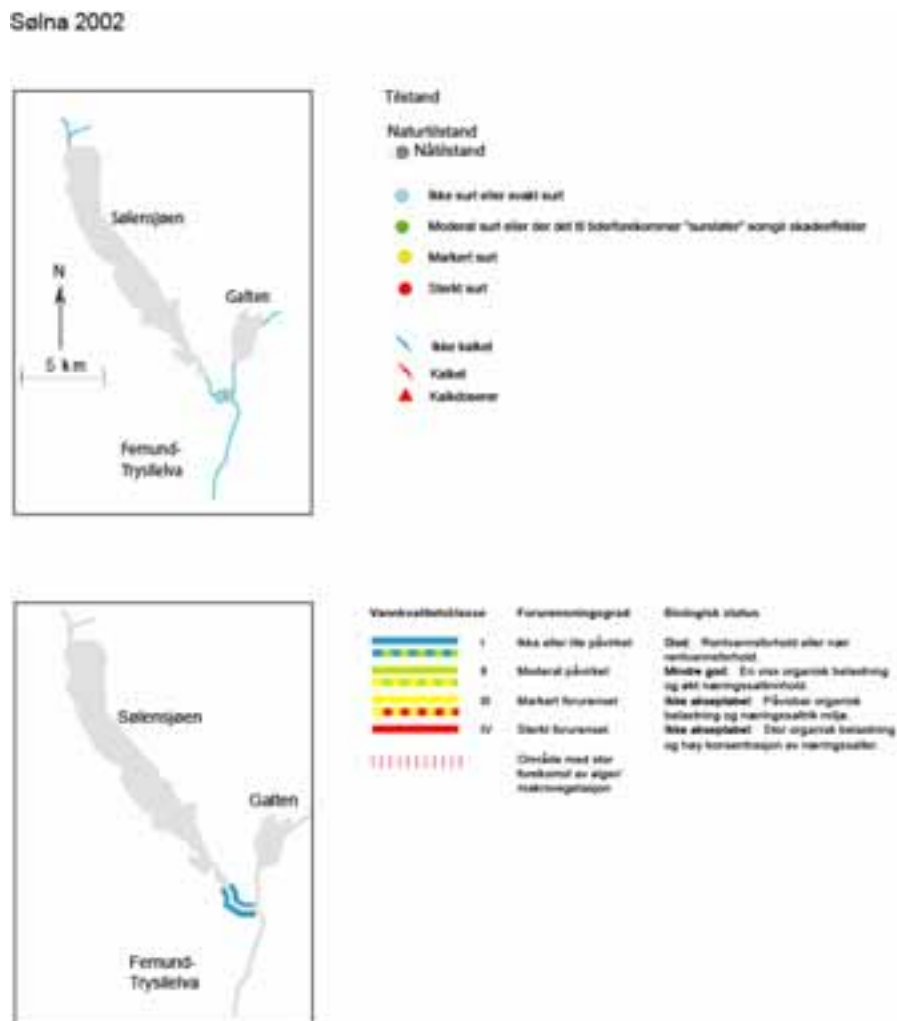 Sølna 2002
Sølensjøen
N
Galten
5 km
Femund-
Trysilelva
Tilstand
Naturtilstand
Nåtilstand
Ikke surt eller svakt surt
Moderat surt eller der det til tider forekommer "sursløter" som gir skadeeffekter
Markert surt
Sterkt surt
Ikke kalket
Kalket
Kalkdoserer
Sølensjøen
Galten
Femund-
Trysilelva
Vannkvalitetsklasse Forurensningsgrad Biologisk status
I Ikke eller lite påvirket God: Rentvannsforhold eller nær
rentvannsforhold.
II Moderat påvirket Mindre god: En viss organisk belastning
og økt næringssaltinnhold.
III Markert forurenset Ikke akseptabel: Påvisbar organisk
belastning og næringssaltrik miljø.
IV Sterkt forurenset Ikke akseptabel: Stor organisk belastning
og høy konsentrasjon av næringssalter.
Område med stor
forekomst av alger/
makrovegetasjon